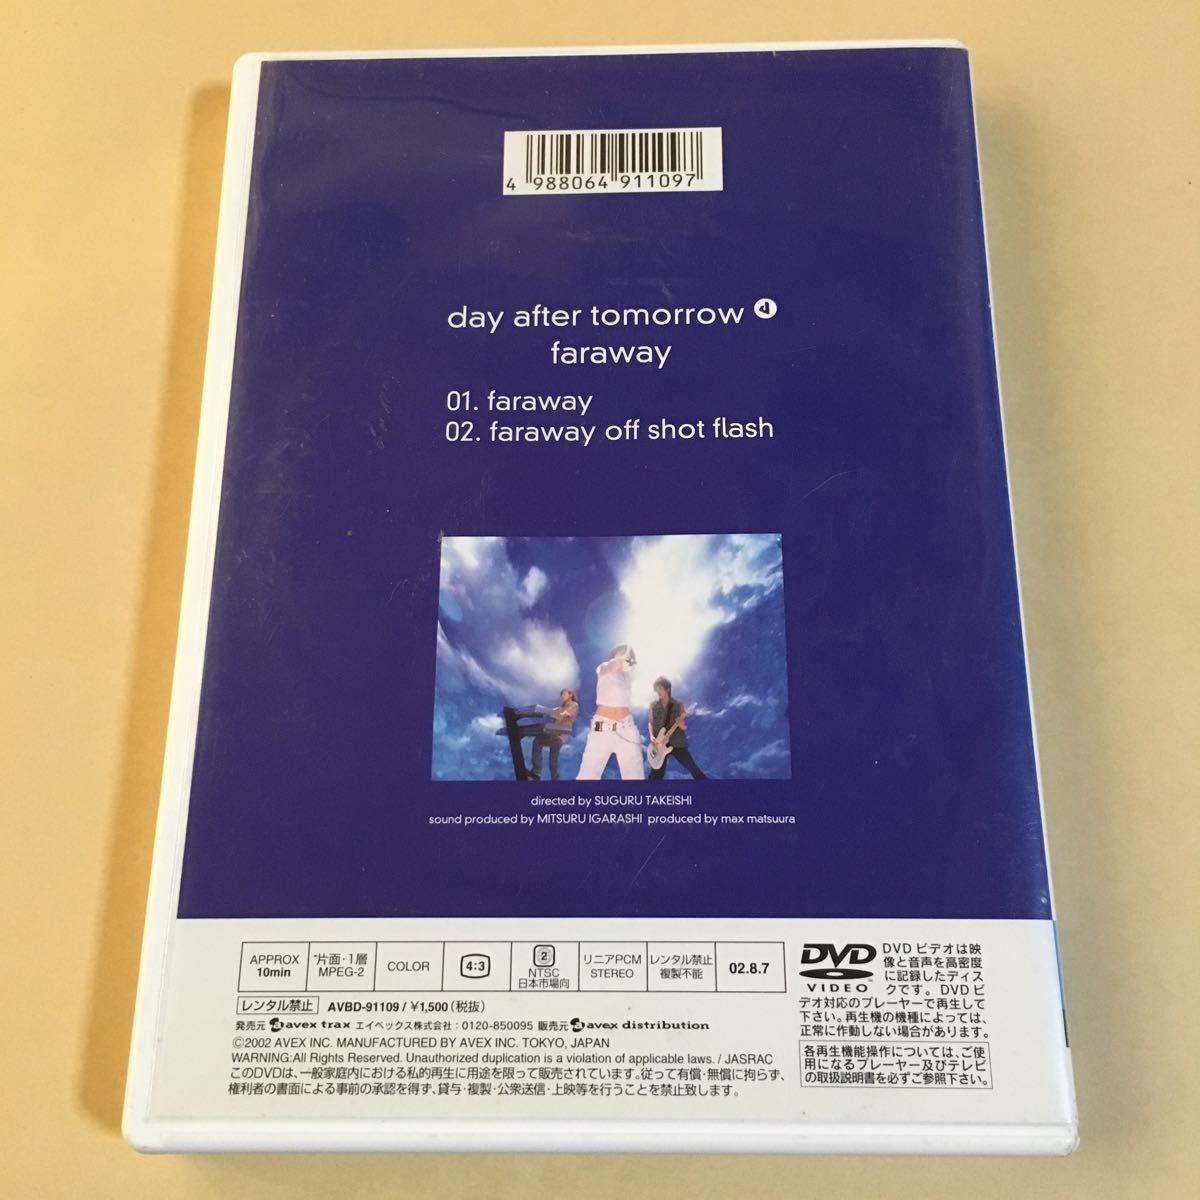 4 988064 911097
day after tomorrow
faraway
01. faraway
02. faraway off shot flash
directed by SUGURU TAKEISHI
sound produced by MITSURU IGARASHI produced by max matsuura
APPROX
10min
片面・1層
MPEG-2
COLOR
4:3
2
NTSC
日本市場向
リニアPCM
STEREO
レンタル禁止
複製不能
02.8.7
レンタル禁止 AVBD-91109 / ¥1,500(税抜)
発売元 avex trax エイベックス株式会社:0120-850095 販売元 avex distribution
©2002 AVEX INC. MANUFACTURED BY AVEX INC. TOKYO, JAPAN
WARNING:All Rights Reserved. Unauthorized duplication is a violation of applicable laws. / JASRAC
このDVDは、一般家庭内における私的再生に用途を限って販売されています。従って有償・無償に拘らず、
権利者の書面による事前の承認を得ず、貸与・複製・公衆送信・上映等を行うことを禁止致します。
DVD
VIDEO™
DVDビデオは映
像と音声を高密度
に記録したディス
クです。DVDビ
デオ対応のプレーヤーで再生して
下さい。再生機の機種によっては、
正常に作動しない場合があります。
各再生機能操作については、ご使
用になるプレーヤー及びテレビ
の取扱説明書を必ずご参照下さい。